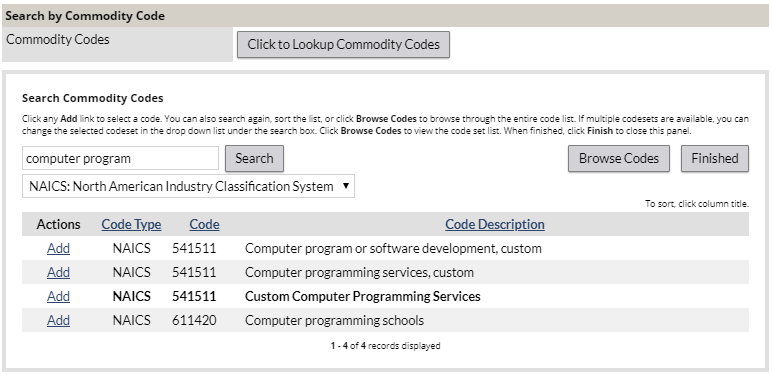 Search by Commodity Code
Commodity Codes
Click to Lookup Commodity Codes
Search Commodity Codes
Click any Add link to select a code. You can also search again, sort the list, or click Browse Codes to browse through the entire code list. If multiple codesets are available, you can
change the selected codeset in the drop down list under the search box. Click Browse Codes to view the code set list. When finished, click Finish to close this panel.
computer program Search Browse Codes Finished
NAICS: North American Industry Classification System
To sort, click column title.
Actions Code Type Code Code Description
Add NAICS 541511 Computer program or software development, custom
Add NAICS 541511 Computer programming services, custom
Add NAICS 541511 Custom Computer Programming Services
Add NAICS 611420 Computer programming schools
1 - 4 of 4 records displayed